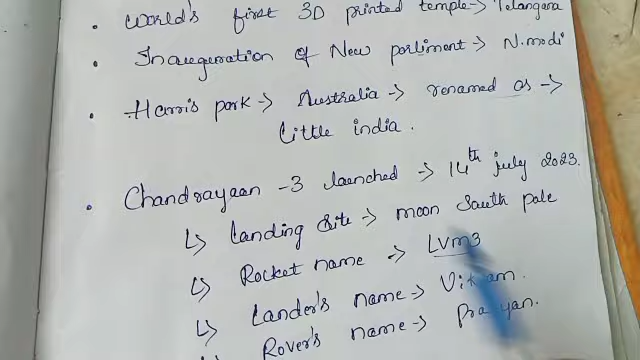 • World's first 3D printed temple → Telangana
• Inaugeration of New parliment → N.modi
• Harris park → Australia → renamed as →
Little india.
• Chandrayaan -3 launched → 14th july 2023.
↳ Landing site → moon South pole
↳ Rocket name → LVM3
↳ Lander's name → Vikram.
↳ Rover's name → Pragyan.